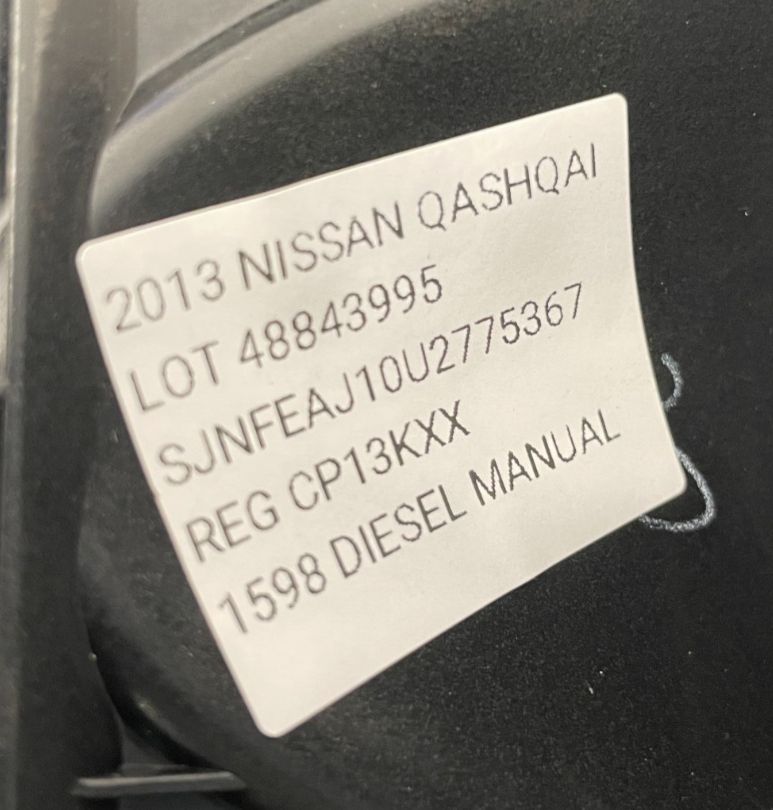 2013 NISSAN QASHQAI
LOT 48843995
SJNFEAJ10U2775367
REG CP13KXX
1598 DIESEL MANUAL